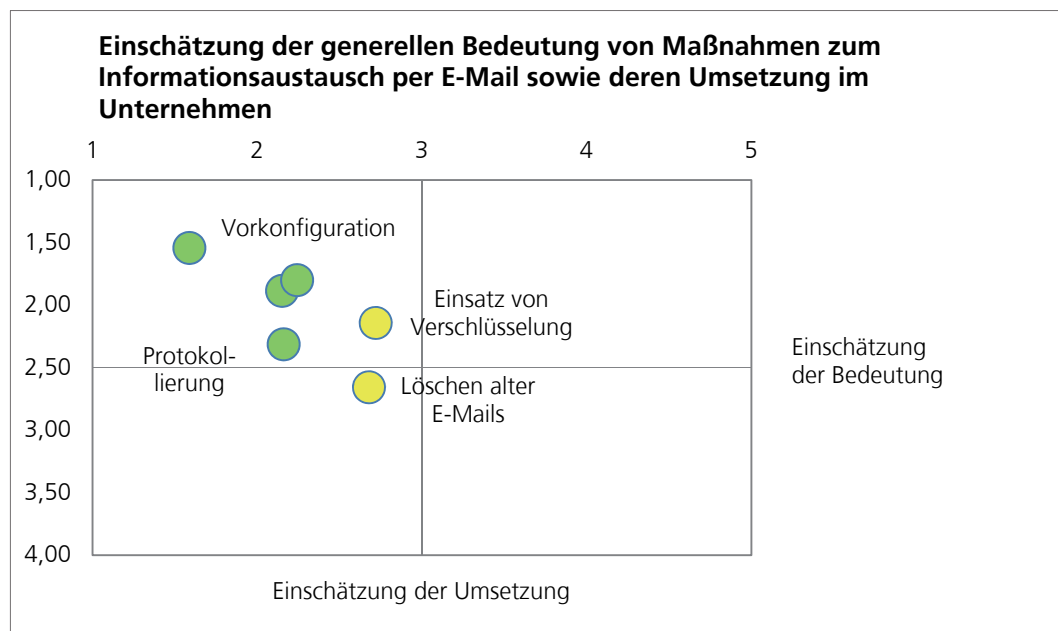 Einschätzung der generellen Bedeutung von Maßnahmen zum
Informationsaustausch per E-Mail sowie deren Umsetzung im
Unternehmen
1 2 3 4 5
1,00
1,50
2,00
2,50
3,00
3,50
4,00
Vorkonfiguration
Einsatz von
Verschlüsselung
Protokol-
lierung
Löschen alter
E-Mails
Einschätzung
der Bedeutung
Einschätzung der Umsetzung